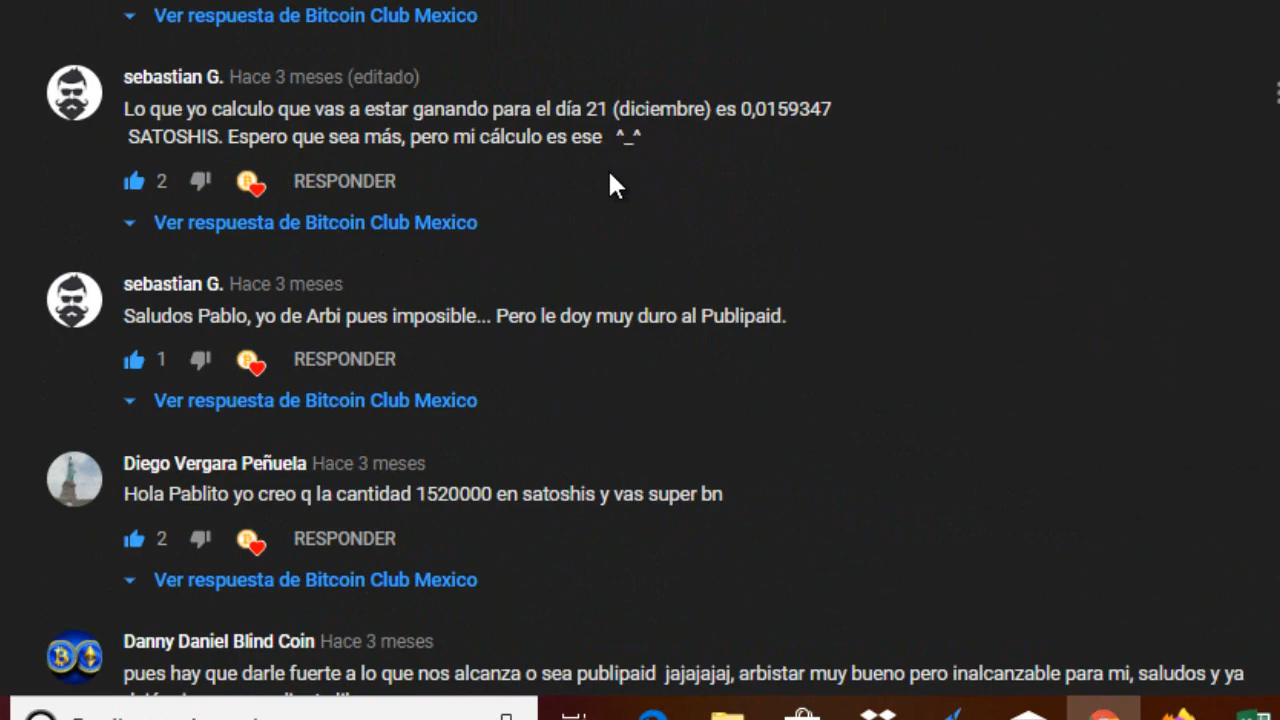 Ver respuesta de Bitcoin Club Mexico
sebastian G. Hace 3 meses (editado)
Lo que yo calculo que vas a estar ganando para el día 21 (diciembre) es 0,0159347
SATOSHIS. Espero que sea más, pero mi cálculo es ese ^_^
2 RESPONDER
Ver respuesta de Bitcoin Club Mexico
sebastian G. Hace 3 meses
Saludos Pablo, yo de Arbi pues imposible... Pero le doy muy duro al Publipaid.
1 RESPONDER
Ver respuesta de Bitcoin Club Mexico
Diego Vergara Peñuela Hace 3 meses
Hola Pablito yo creo q la cantidad 1520000 en satoshis y vas super bn
2 RESPONDER
Ver respuesta de Bitcoin Club Mexico
Danny Daniel Blind Coin Hace 3 meses
pues hay que darle fuerte a lo que nos alcanza o sea publipaid jajajajaj, arbistar muy bueno pero inalcanzable para mi, saludos y ya